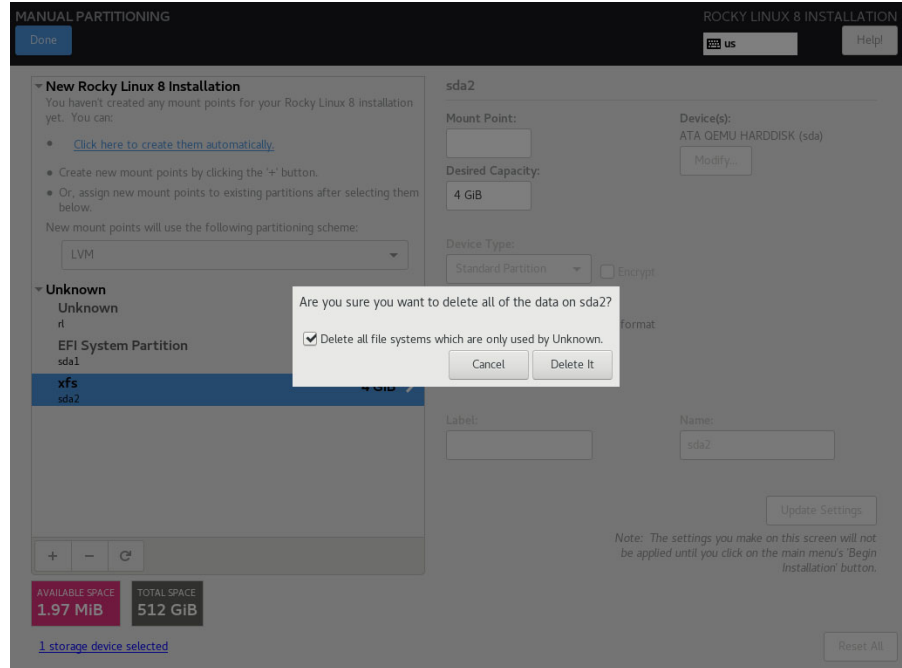 MANUAL PARTITIONING
ROCKY LINUX 8 INSTALLATION
Done
us
Help!
New Rocky Linux 8 Installation
You haven't created any mount points for your Rocky Linux 8 installation
yet. You can:
• Click here to create them automatically.
• Create new mount points by clicking the '+' button.
• Or, assign new mount points to existing partitions after selecting them
below.
New mount points will use the following partitioning scheme:
LVM
Unknown
Unknown
rl
EFI System Partition
sda1
xfs
4 GiB
sda2
+ −
AVAILABLE SPACE
1.97 MiB
TOTAL SPACE
512 GiB
1 storage device selected
sda2
Mount Point:
Device(s):
ATA QEMU HARDDISK (sda)
Modify...
Desired Capacity:
4 GiB
Device Type:
Standard Partition
Encrypt
format
Label:
Name:
sda2
Update Settings
Note: The settings you make on this screen will not
be applied until you click on the main menu's 'Begin
Installation' button.
Reset All
Are you sure you want to delete all of the data on sda2?
Delete all file systems which are only used by Unknown.
Cancel
Delete It